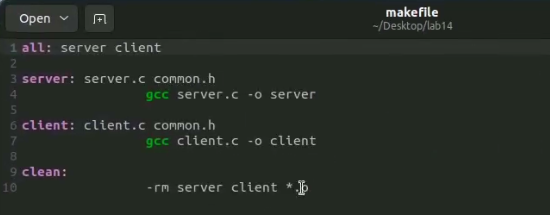 Open
makefile
~/Desktop/lab14
1 all: server client
2
3 server: server.c common.h
4 gcc server.c -o server
5
6 client: client.c common.h
7 gcc client.c -o client
8
9 clean:
10 -rm server client *.o